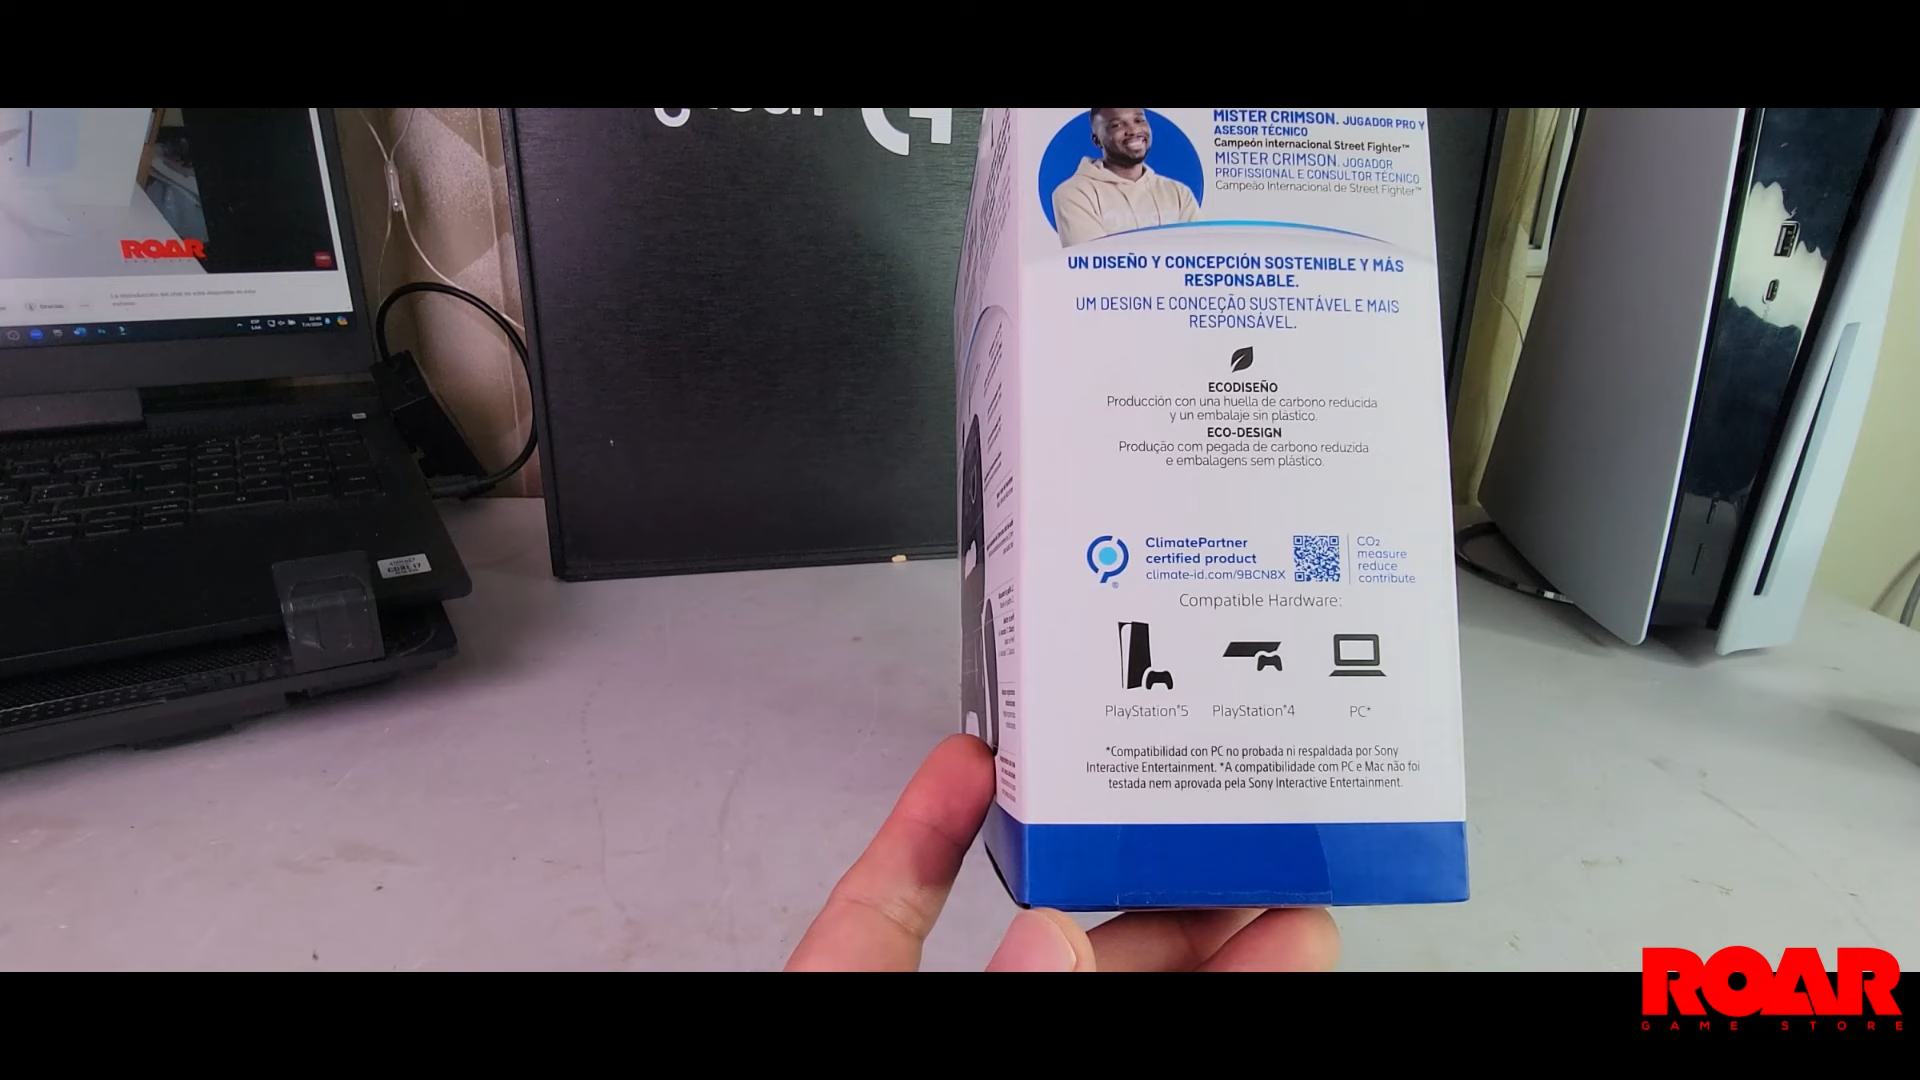 MISTER CRIMSON. JUGADOR PRO Y
ASESOR TÉCNICO
Campeón internacional Street Fighter™
MISTER CRIMSON. JOGADOR
PROFISSIONAL E CONSULTOR TÉCNICO
Campeão Internacional de Street Fighter™
UN DISEÑO Y CONCEPCIÓN SOSTENIBLE Y MÁS
RESPONSABLE.
UM DESIGN E CONCEÇÃO SUSTENTÁVEL E MAIS
RESPONSÁVEL.
ECODISEÑO
Producción con una huella de carbono reducida
y un embalaje sin plástico.
ECO-DESIGN
Produção com pegada de carbono reduzida
e embalagens sem plástico.
ClimatePartner
certified product
climate-id.com/9BCN8X
CO₂
measure
reduce
contribute
Compatible Hardware:
PlayStation®5 PlayStation®4 PC*
*Compatibilidad con PC no probada ni respaldada por Sony
Interactive Entertainment. *A compatibilidade com PC e Mac não foi
testada nem aprovada pela Sony Interactive Entertainment.
ROAR
CORE i7
ROAR
GAME STORE